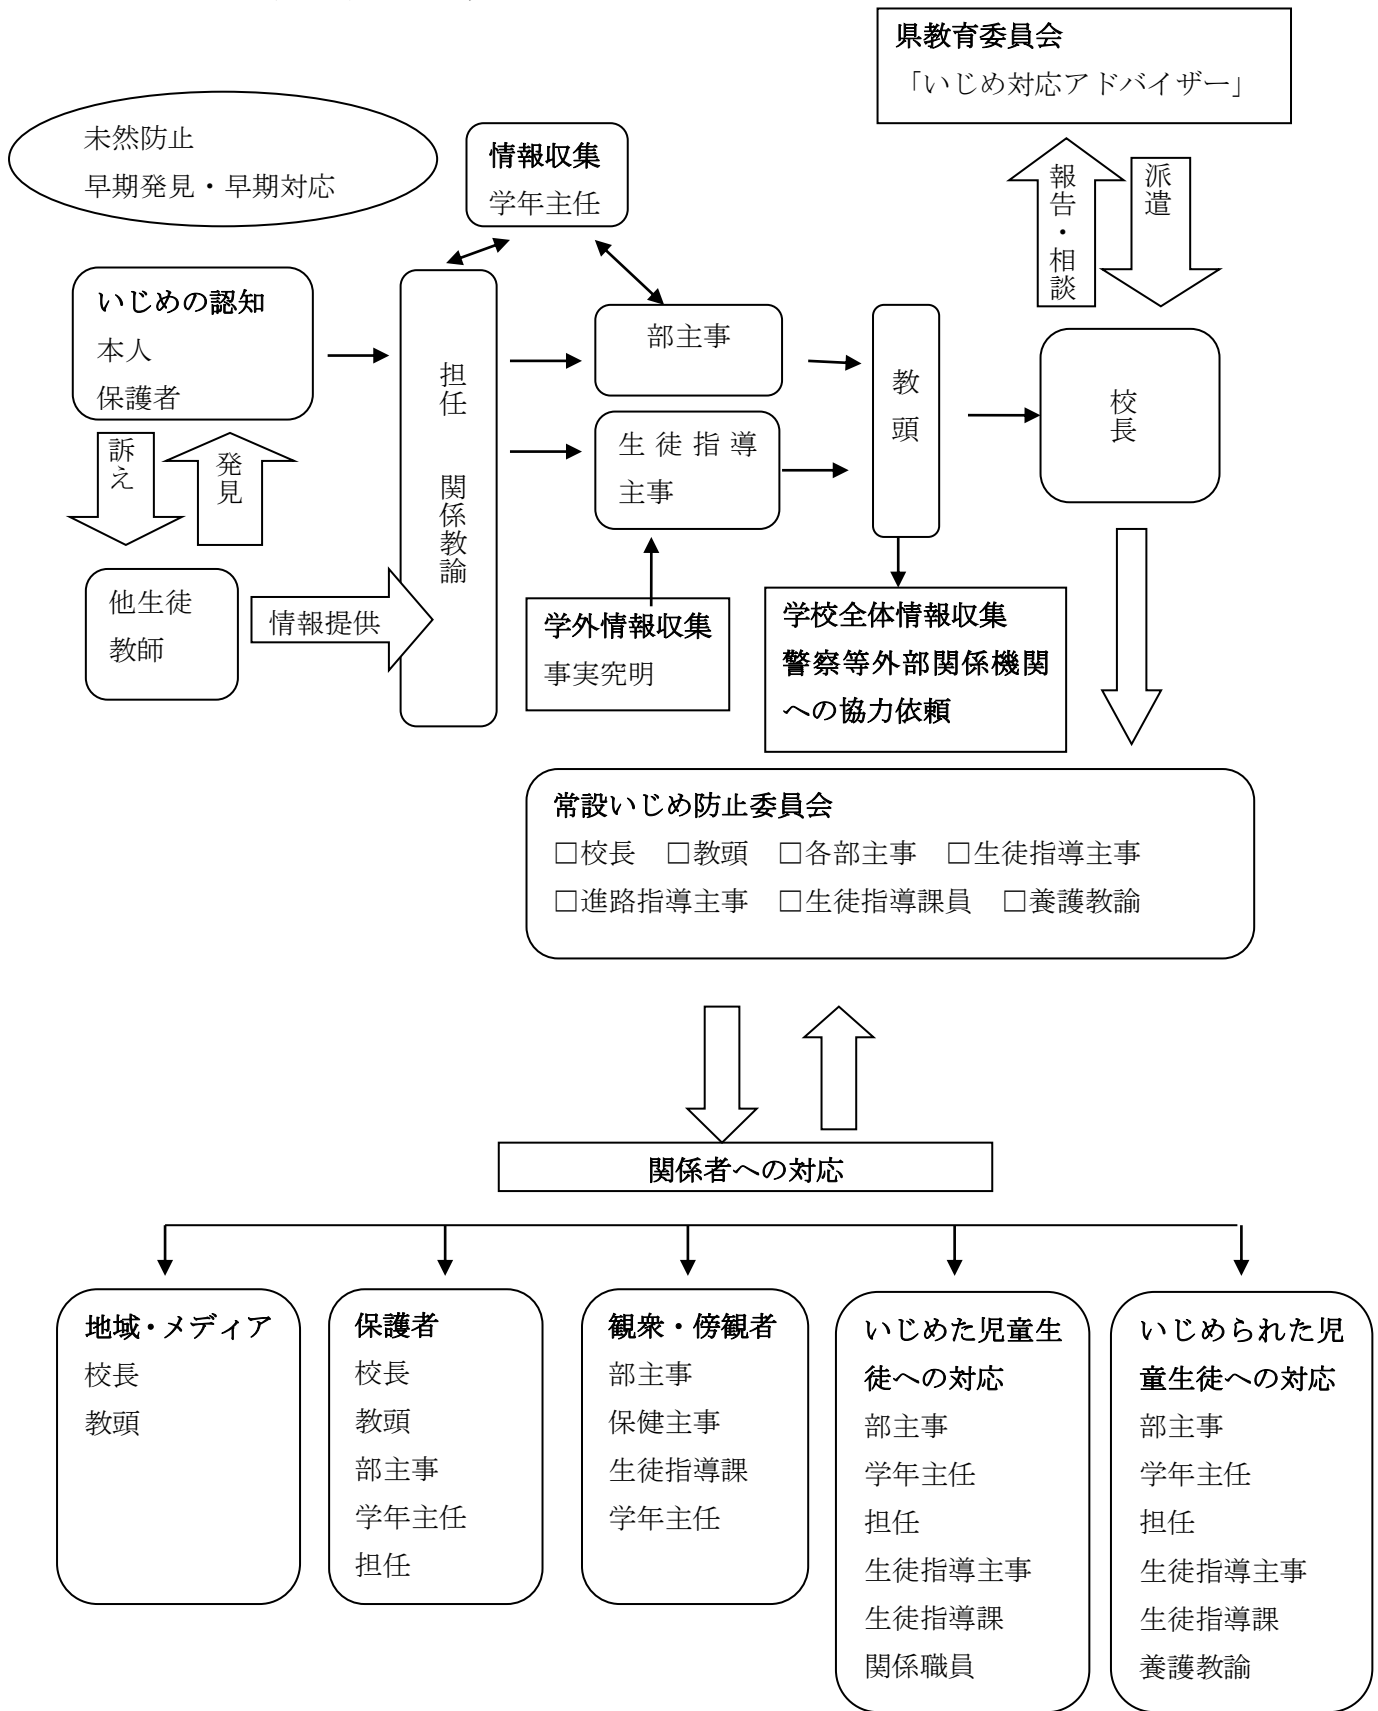 県教育委員会
「いじめ対応アドバイザー」
未然防止
早期発見・早期対応
情報収集
学年主任
報告・相談
派遣
いじめの認知
本人
保護者
担任　関係教諭
部主事
生徒指導
主事
教頭
校長
訴え
発見
他生徒
教師
情報提供
学外情報収集
事実究明
学校全体情報収集
警察等外部関係機関
への協力依頼
常設いじめ防止委員会
□校長　□教頭　□各部主事　□生徒指導主事
□進路指導主事　□生徒指導課員　□養護教諭
関係者への対応
地域・メディア
校長
教頭
保護者
校長
教頭
部主事
学年主任
担任
観衆・傍観者
部主事
保健主事
生徒指導課
学年主任
いじめた児童生
徒への対応
部主事
学年主任
担任
生徒指導主事
生徒指導課
関係職員
いじめられた児
童生徒への対応
部主事
学年主任
担任
生徒指導主事
生徒指導課
養護教諭